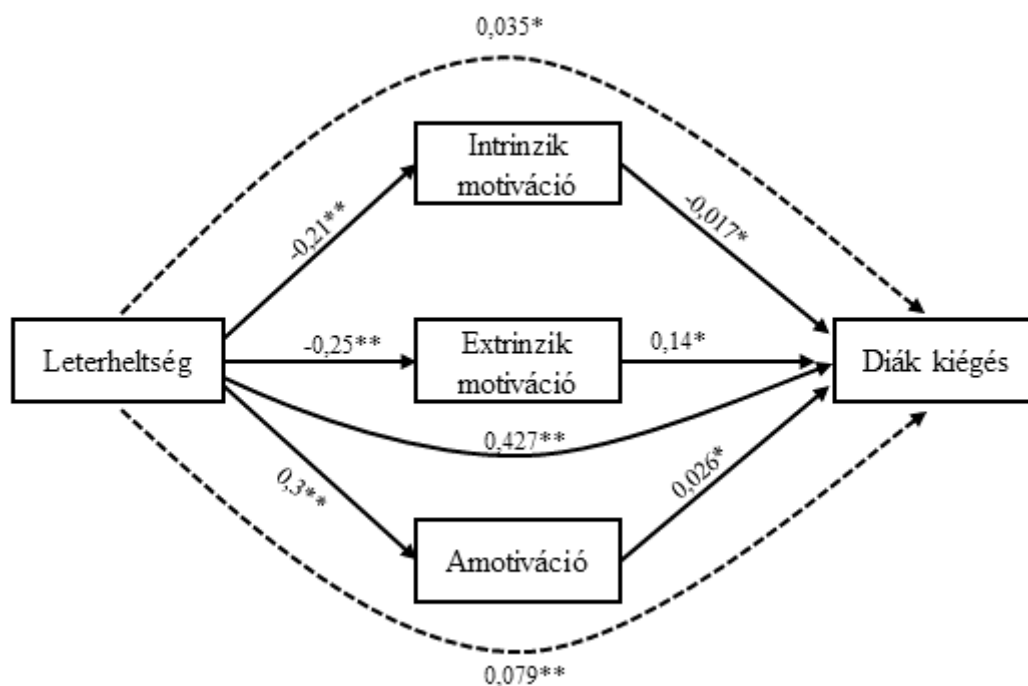 0,035*
Intrinzik
motiváció
-0,21**
-0,017*
Leterheltség
-0,25**
Extrinzik
motiváció
0,14*
Diák kiégés
0,427**
0,3**
0,026*
Amotiváció
0,079**